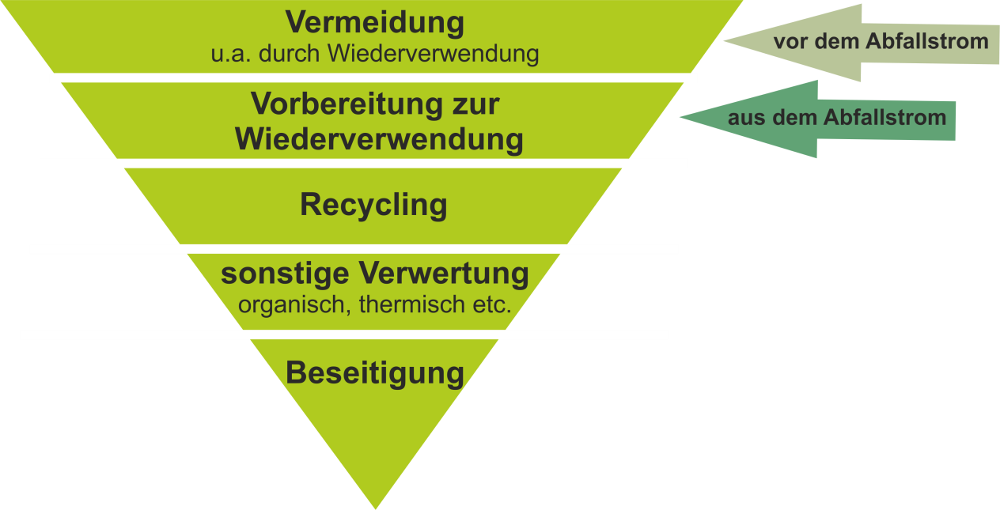 Vermeidung
u.a. durch Wiederverwendung
vor dem Abfallstrom
Vorbereitung zur
Wiederverwendung
aus dem Abfallstrom
Recycling
sonstige Verwertung
organisch, thermisch etc.
Beseitigung